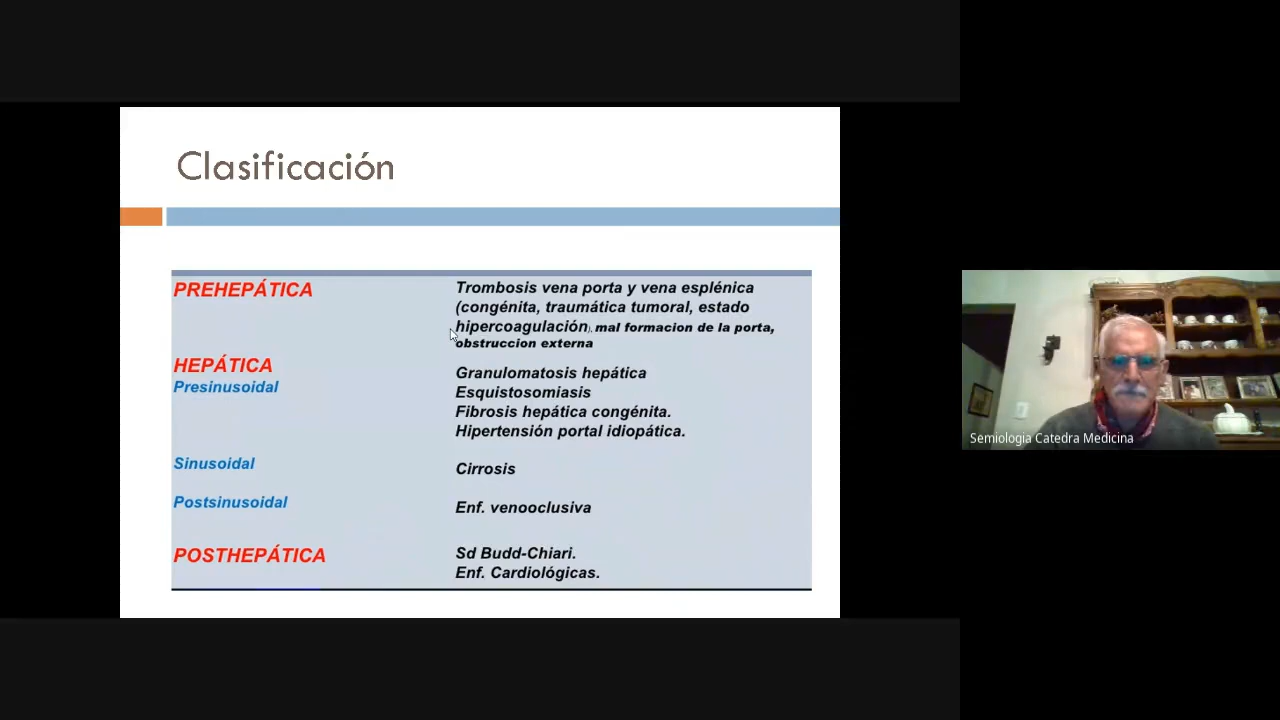 Clasificación
PREHEPÁTICA
Trombosis vena porta y vena esplénica
(congénita, traumática tumoral, estado
hipercoagulación). mal formacion de la porta,
obstruccion externa
HEPÁTICA
Presinusoidal
Granulomatosis hepática
Esquistosomiasis
Fibrosis hepática congénita.
Hipertensión portal idiopática.
Sinusoidal
Cirrosis
Postsinusoidal
Enf. venooclusiva
POSTHEPÁTICA
Sd Budd-Chiari.
Enf. Cardiológicas.
Semiologia Catedra Medicina